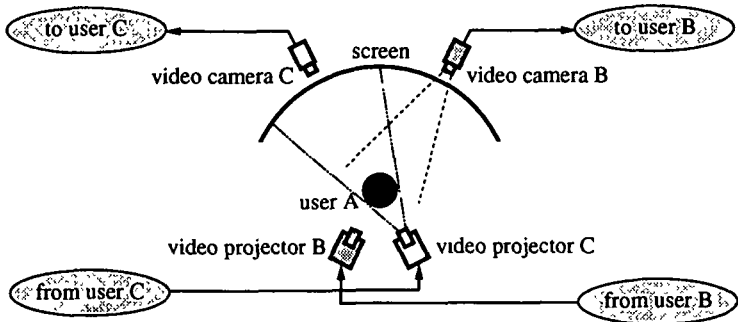 to user C
screen
to user B
video camera C
video camera B
user A
video projector B
video projector C
from user C
from user B